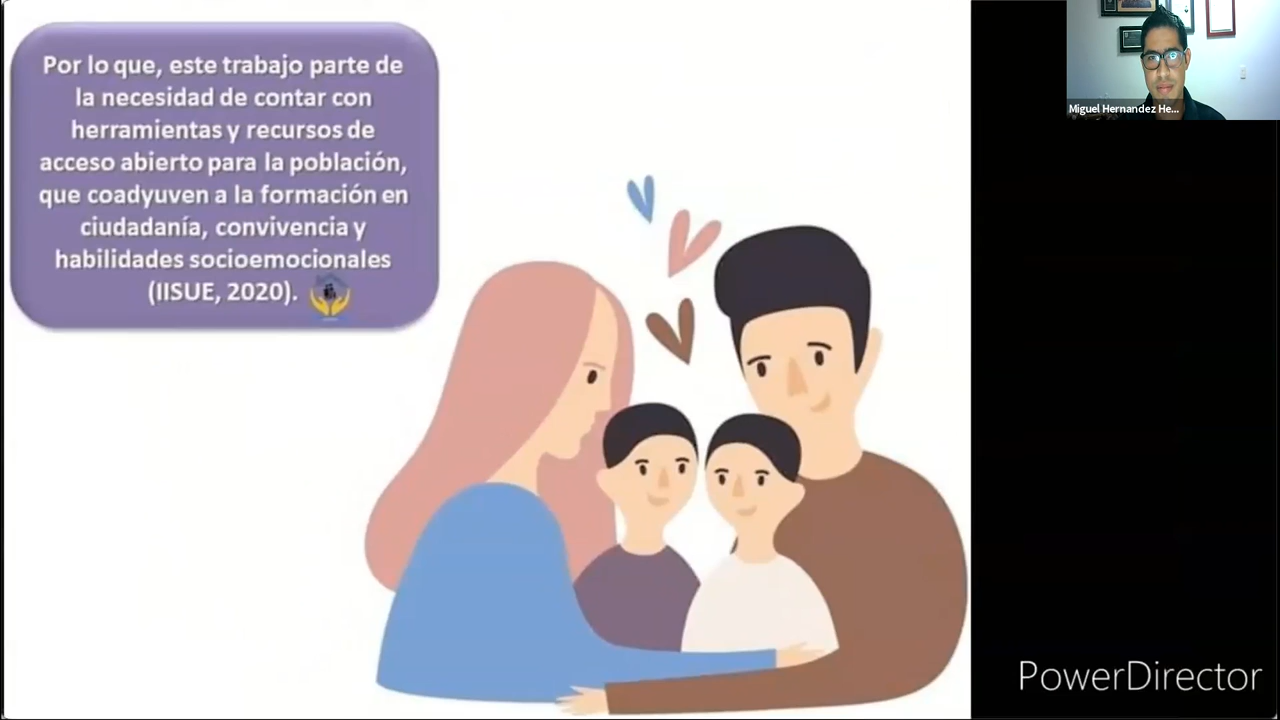 Por lo que, este trabajo parte de
la necesidad de contar con
herramientas y recursos de
acceso abierto para la población,
que coadyuven a la formación en
ciudadanía, convivencia y
habilidades socioemocionales
(IISUE, 2020).
Miguel Hernandez He...
PowerDirector